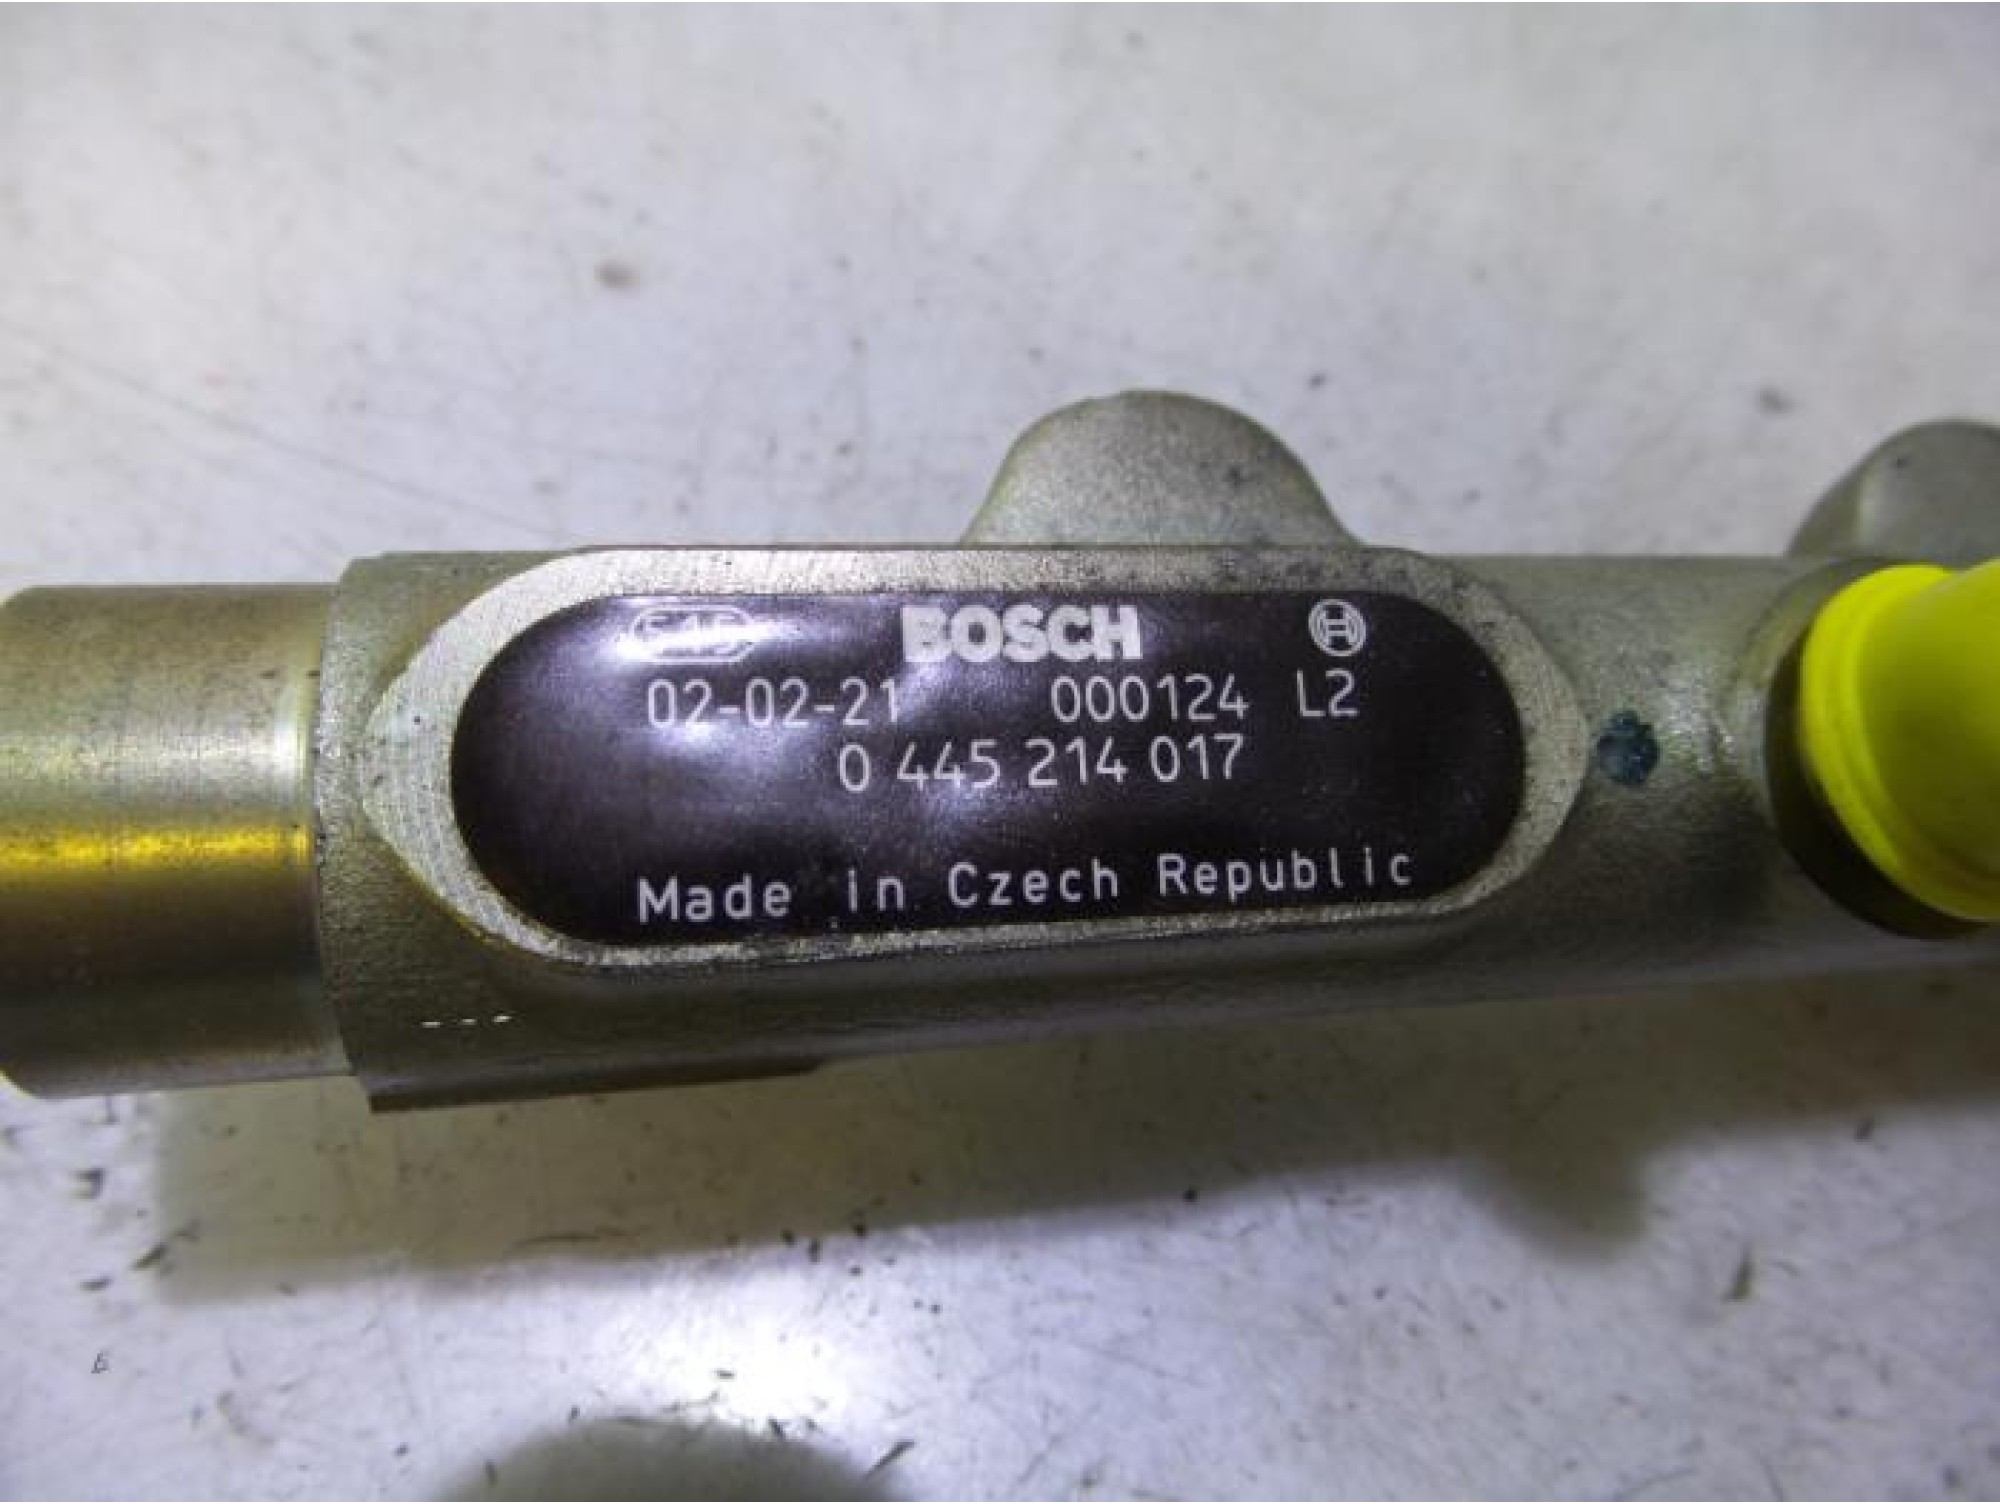 BOSCH
02-02-21 000124 L2
0 445 214 017
Made in Czech Republic